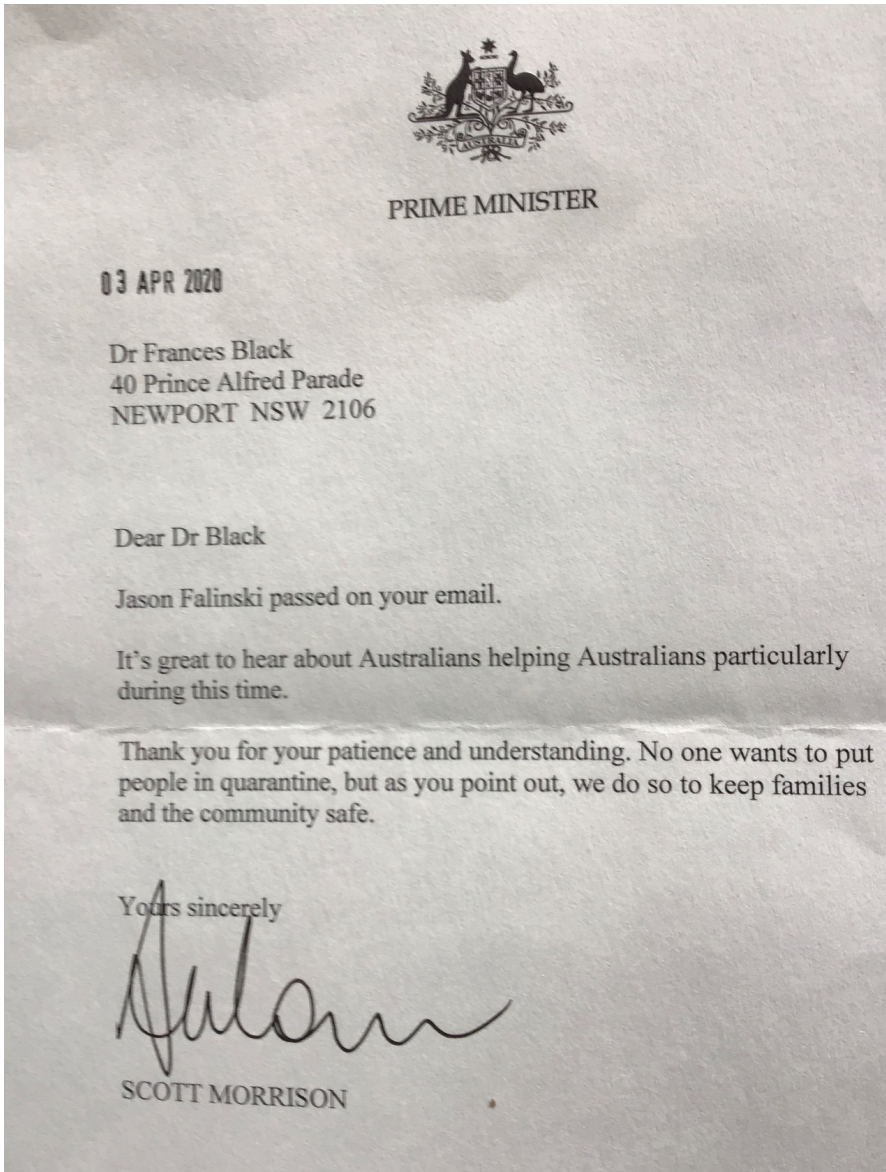 AUSTRALIA
PRIME MINISTER
03 APR 2020
Dr Frances Black
40 Prince Alfred Parade
NEWPORT NSW 2106
Dear Dr Black
Jason Falinski passed on your email.
It's great to hear about Australians helping Australians particularly
during this time.
Thank you for your patience and understanding. No one wants to put
people in quarantine, but as you point out, we do so to keep families
and the community safe.
Yours sincerely
SCOTT MORRISON